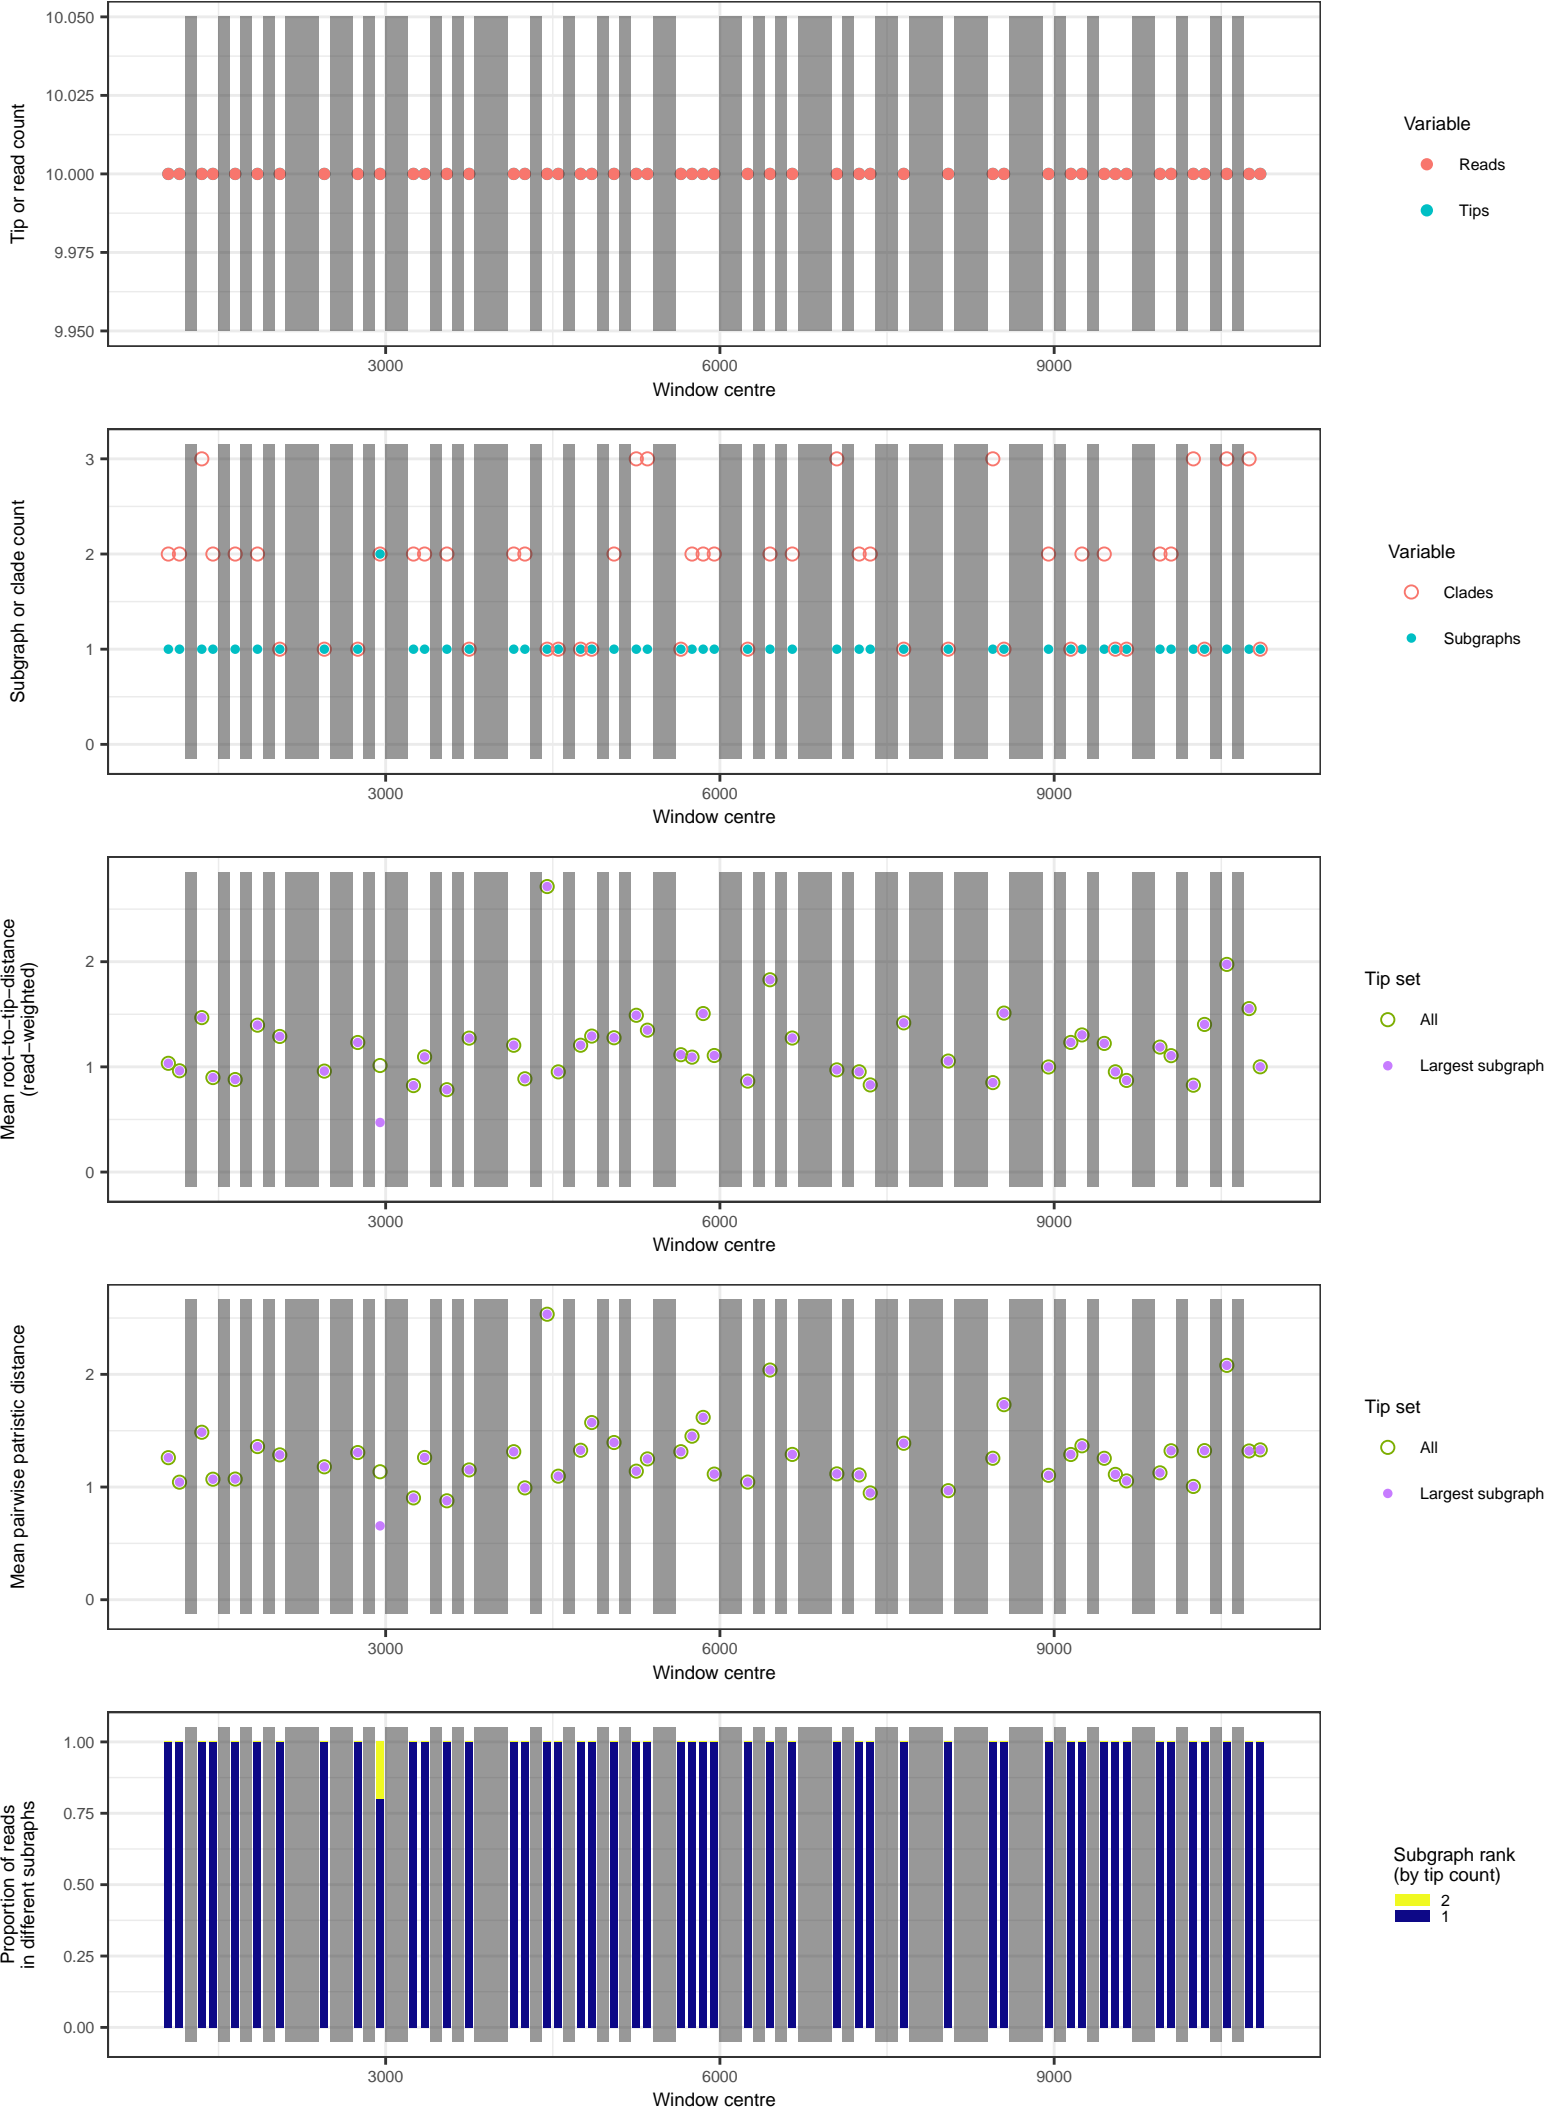 10.050
10.025
10.000
9.975
9.950
Tip or read count
3000
6000
9000
Window centre
Variable
Reads
Tips
3
2
1
0
Subgraph or clade count
3000
6000
9000
Window centre
Variable
Clades
Subgraphs
2
1
0
Mean root-to-tip-distance
(read-weighted)
3000
6000
9000
Window centre
Tip set
All
Largest subgraph
2
1
0
Mean pairwise patristic distance
3000
6000
9000
Window centre
Tip set
All
Largest subgraph
1.00
0.75
0.50
0.25
0.00
Proportion of reads
in different subraphs
3000
6000
9000
Window centre
Subgraph rank
(by tip count)
2
1